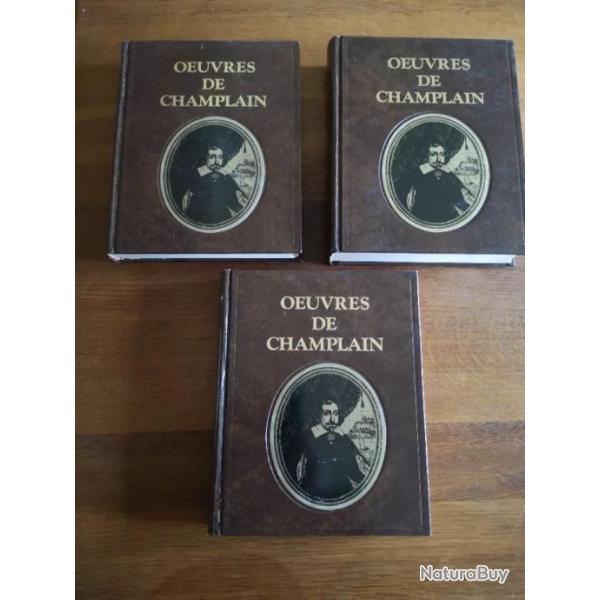 OEUVRES
DE
CHAMPLAIN
OEUVRES
DE
CHAMPLAIN
OEUVRES
DE
CHAMPLAIN
NaturaBuy